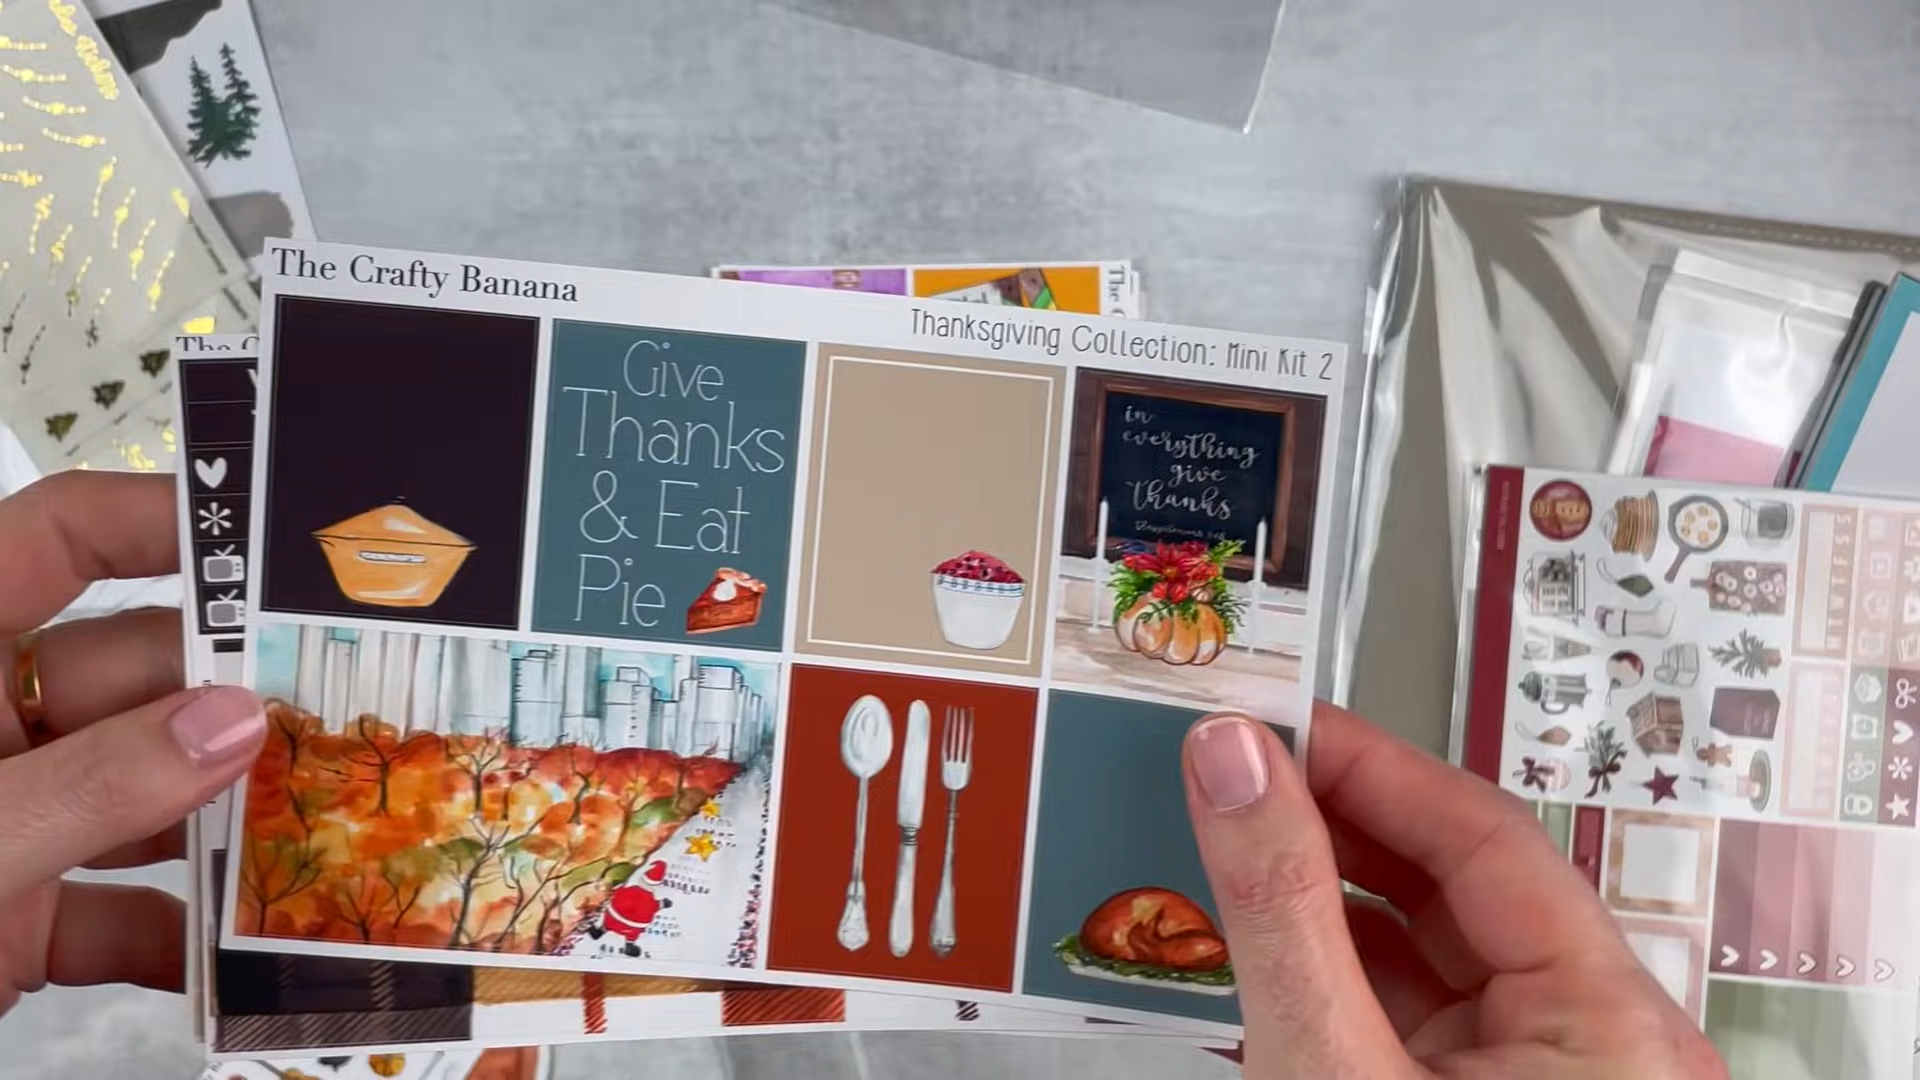 The Crafty Banana
Thanksgiving Collection: Mini Kit 2
Give
Thanks
& Eat
Pie
in
everything
give
thanks